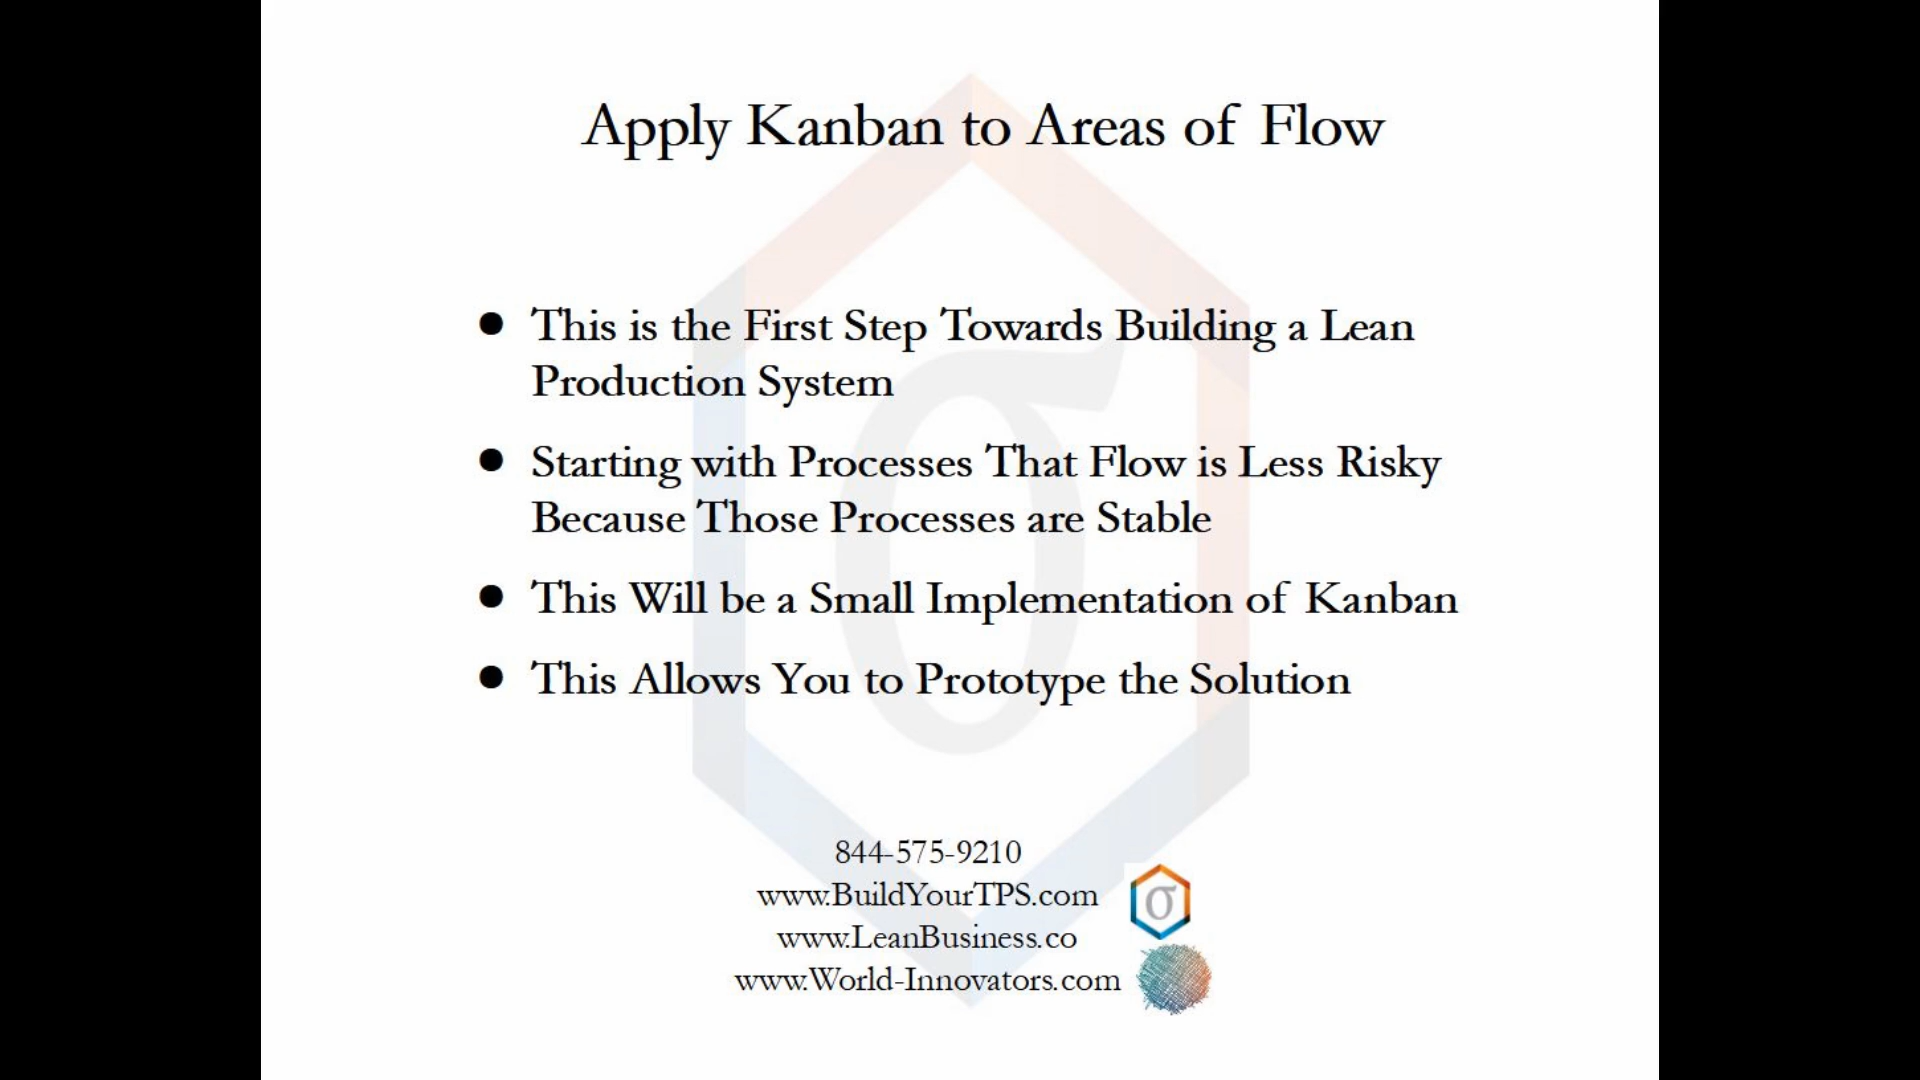 Apply Kanban to Areas of Flow
● This is the First Step Towards Building a Lean
Production System
● Starting with Processes That Flow is Less Risky
Because Those Processes are Stable
● This Will be a Small Implementation of Kanban
● This Allows You to Prototype the Solution
σ
844-575-9210
www.BuildYourTPS.com
σ
www.LeanBusiness.co
www.World-Innovators.com